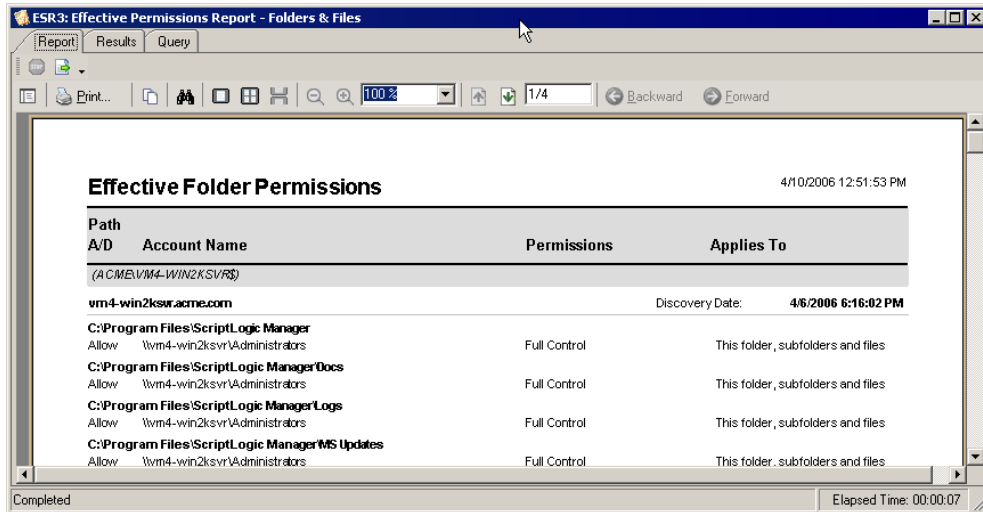 ESR3: Effective Permissions Report - Folders & Files
Report Results Query
Print... 100 % 1/4 Backward Forward
Effective Folder Permissions 4/10/2006 12:51:53 PM
Path
A/D Account Name Permissions Applies To
(ACME\VM4-WIN2KSVR$)
vm4-win2ksvr.acme.com Discovery Date: 4/6/2006 6:16:02 PM
C:\Program Files\ScriptLogic Manager
Allow \\vm4-win2ksvr\Administrators Full Control This folder, subfolders and files
C:\Program Files\ScriptLogic Manager\Docs
Allow \\vm4-win2ksvr\Administrators Full Control This folder, subfolders and files
C:\Program Files\ScriptLogic Manager\Logs
Allow \\vm4-win2ksvr\Administrators Full Control This folder, subfolders and files
C:\Program Files\ScriptLogic Manager\MS Updates
Allow \\vm4-win2ksvr\Administrators Full Control This folder, subfolders and files
Completed Elapsed Time: 00:00:07